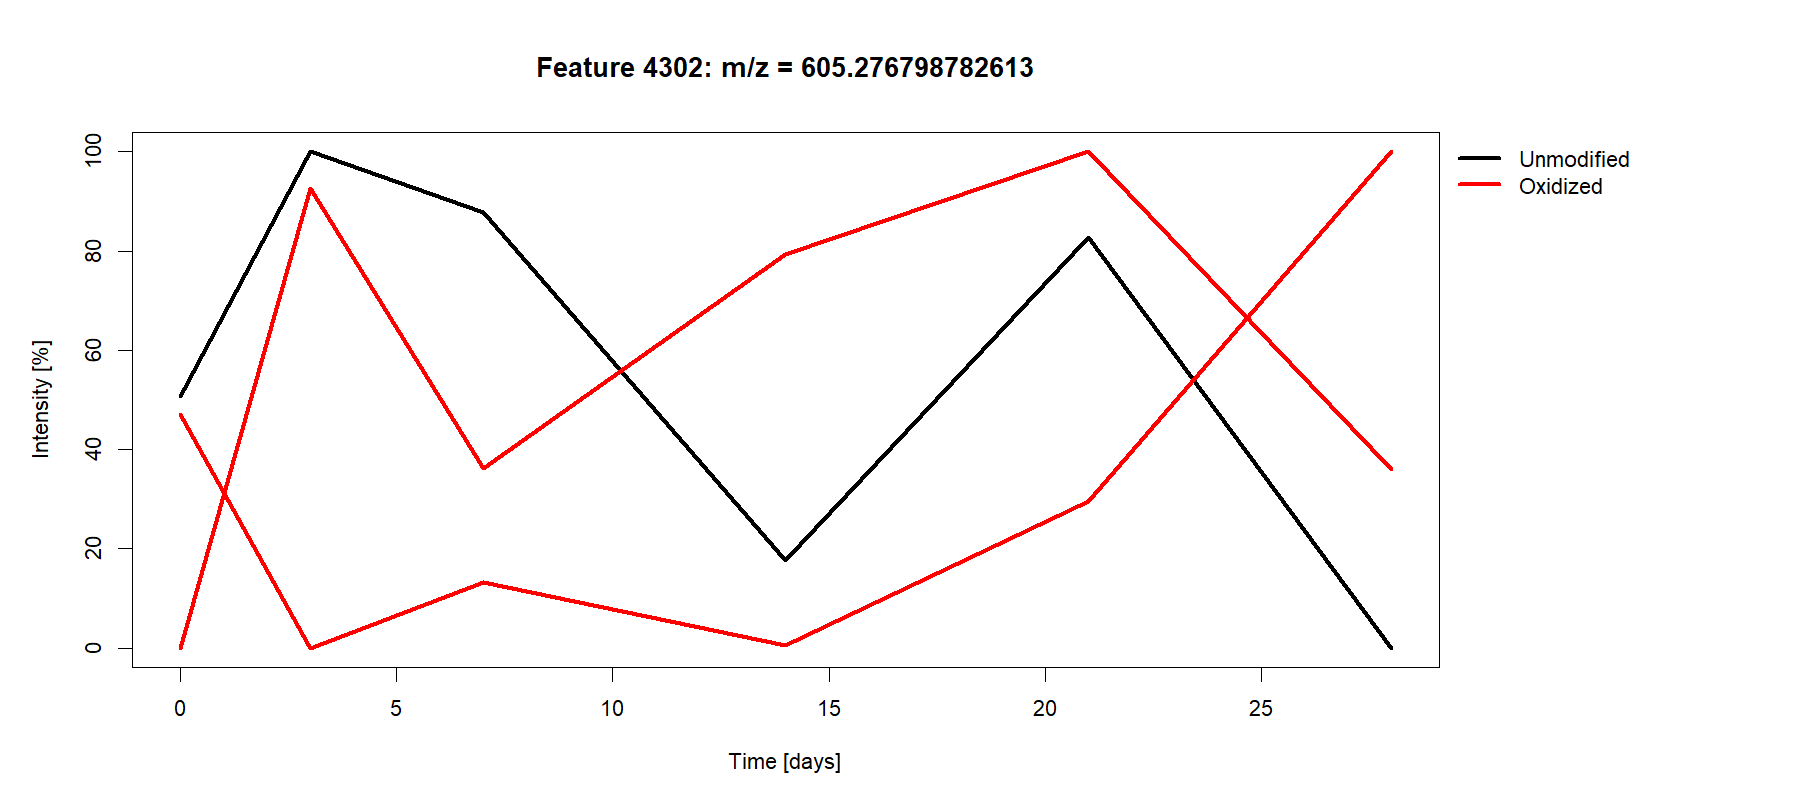 Feature 4302: m/z = 605.276798782613
Unmodified
Oxidized
Intensity [%]
100
80
60
40
20
0
0 5 10 15 20 25
Time [days]